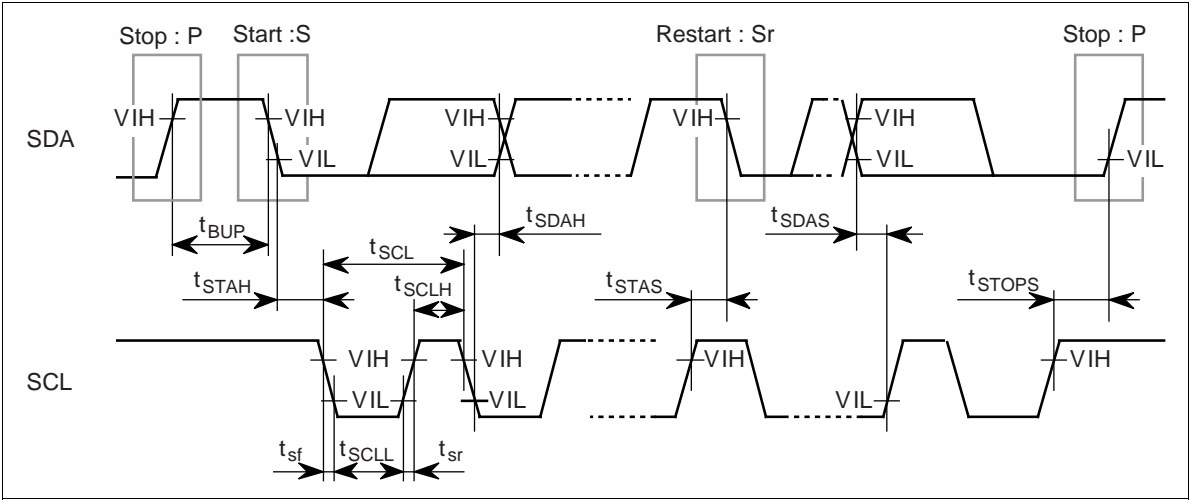 Stop : P
Start :S
Restart : Sr
Stop : P
SDA
VIH
VIH
VIL
VIH
VIL
VIH
VIH
VIL
VIL
tBUP
tSDAH
tSDAS
tSCL
tSTAH
tSCLH
tSTAS
tSTOPS
SCL
VIH
VIL
VIH
VIL
VIH
VIL
VIH
tsf
tSCLL
tsr